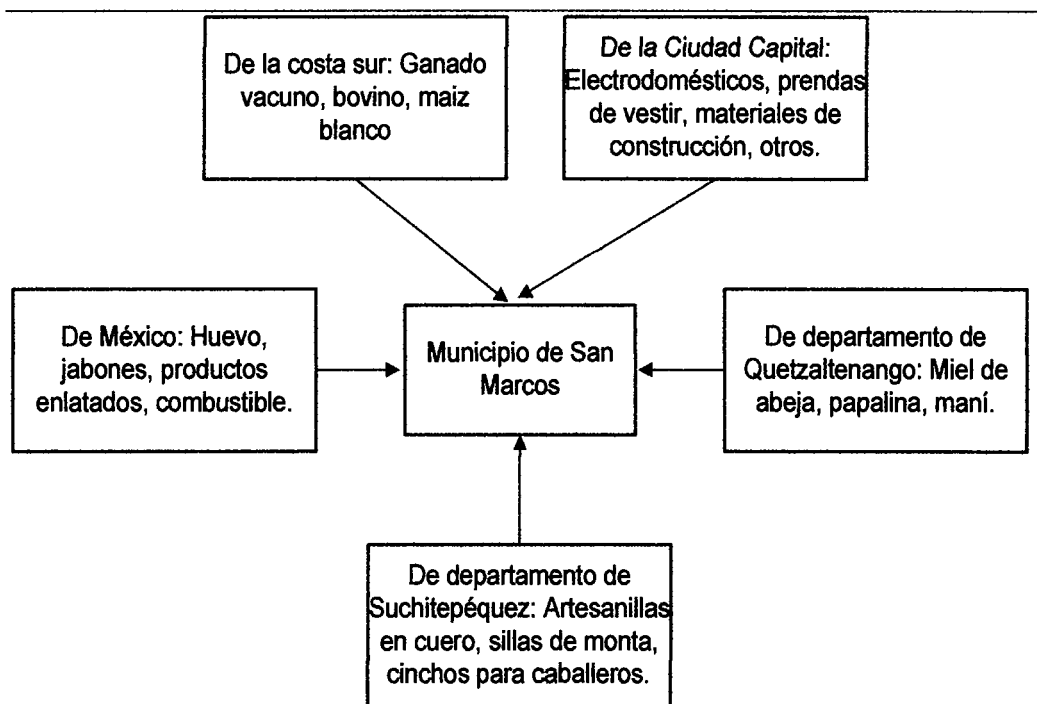 De la costa sur: Ganado
vacuno, bovino, maiz
blanco
De la Ciudad Capital:
Electrodomésticos, prendas
de vestir, materiales de
construcción, otros.
De México: Huevo,
jabones, productos
enlatados, combustible.
Municipio de San
Marcos
De departamento de
Quetzaltenango: Miel de
abeja, papalina, maní.
De departamento de
Suchitepéquez: Artesanillas
en cuero, sillas de monta,
cinchos para caballeros.